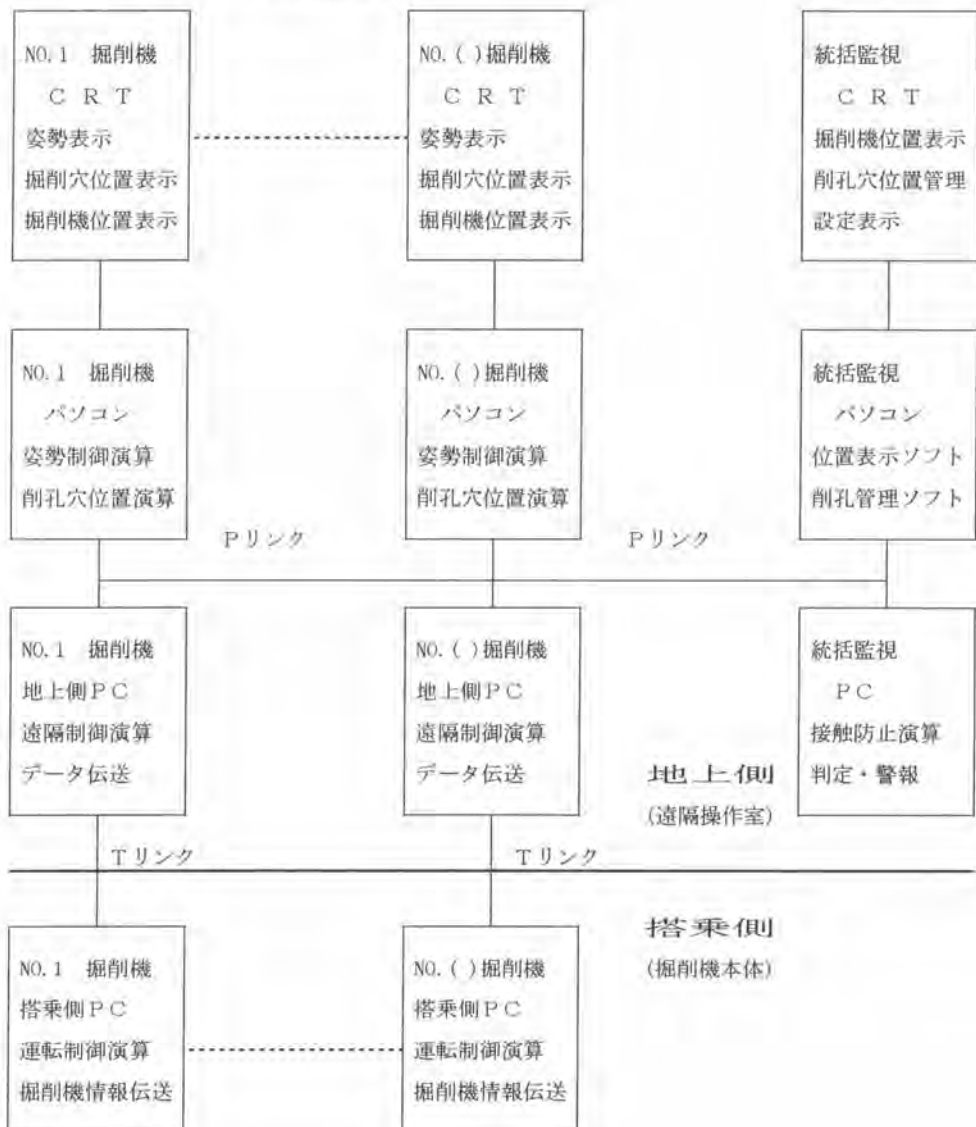 NO.1 掘削機
CRT
姿勢表示
掘削穴位置表示
掘削機位置表示
NO.( )掘削機
CRT
姿勢表示
掘削穴位置表示
掘削機位置表示
統括監視
CRT
掘削機位置表示
削孔穴位置管理
設定表示
NO.1 掘削機
パソコン
姿勢制御演算
削孔穴位置演算
NO.( )掘削機
パソコン
姿勢制御演算
削孔穴位置演算
統括監視
パソコン
位置表示ソフト
削孔管理ソフト
Pリンク
Pリンク
NO.1 掘削機
地上側PC
遠隔制御演算
データ伝送
NO.( )掘削機
地上側PC
遠隔制御演算
データ伝送
統括監視
PC
接触防止演算
判定・警報
地上側
(遠隔操作室)
Tリンク
Tリンク
搭乗側
(掘削機本体)
NO.1 掘削機
搭乗側PC
運転制御演算
掘削機情報伝送
NO.( )掘削機
搭乗側PC
運転制御演算
掘削機情報伝送